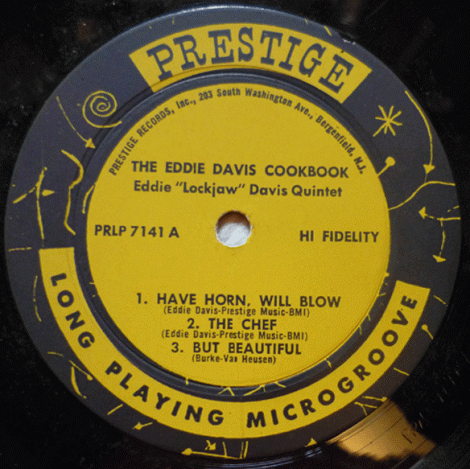 PRESTIGE
PRESTIGE RECORDS, Inc., 203 South Washington Ave., Bergenfield, N.J.
THE EDDIE DAVIS COOKBOOK
Eddie "Lockjaw" Davis Quintet
PRLP 7141 A HI FIDELITY
1. HAVE HORN, WILL BLOW
(Eddie Davis-Prestige Music-BMI)
2. THE CHEF
(Eddie Davis-Prestige Music-BMI)
3. BUT BEAUTIFUL
(Burke-Van Heusen)
LONG PLAYING MICROGROOVE